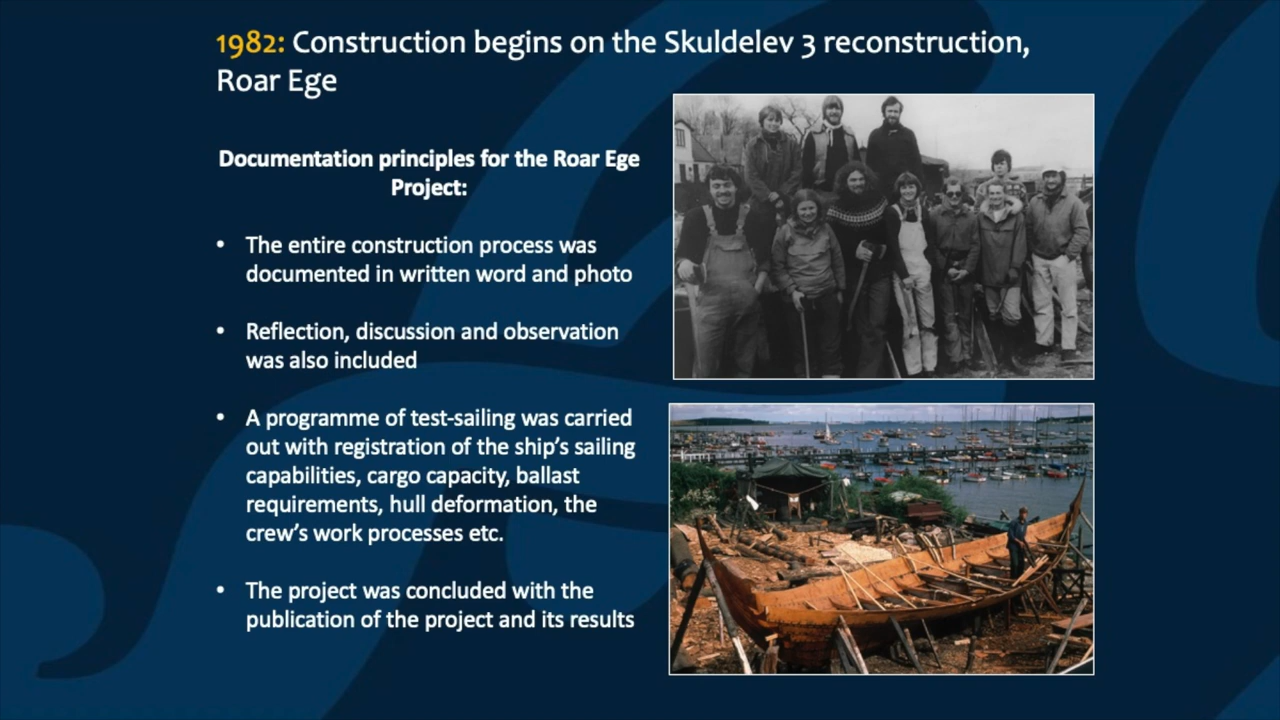 1982: Construction begins on the Skuldelev 3 reconstruction,
Roar Ege
Documentation principles for the Roar Ege
Project:
• The entire construction process was
documented in written word and photo
• Reflection, discussion and observation
was also included
• A programme of test-sailing was carried
out with registration of the ship’s sailing
capabilities, cargo capacity, ballast
requirements, hull deformation, the
crew’s work processes etc.
• The project was concluded with the
publication of the project and its results